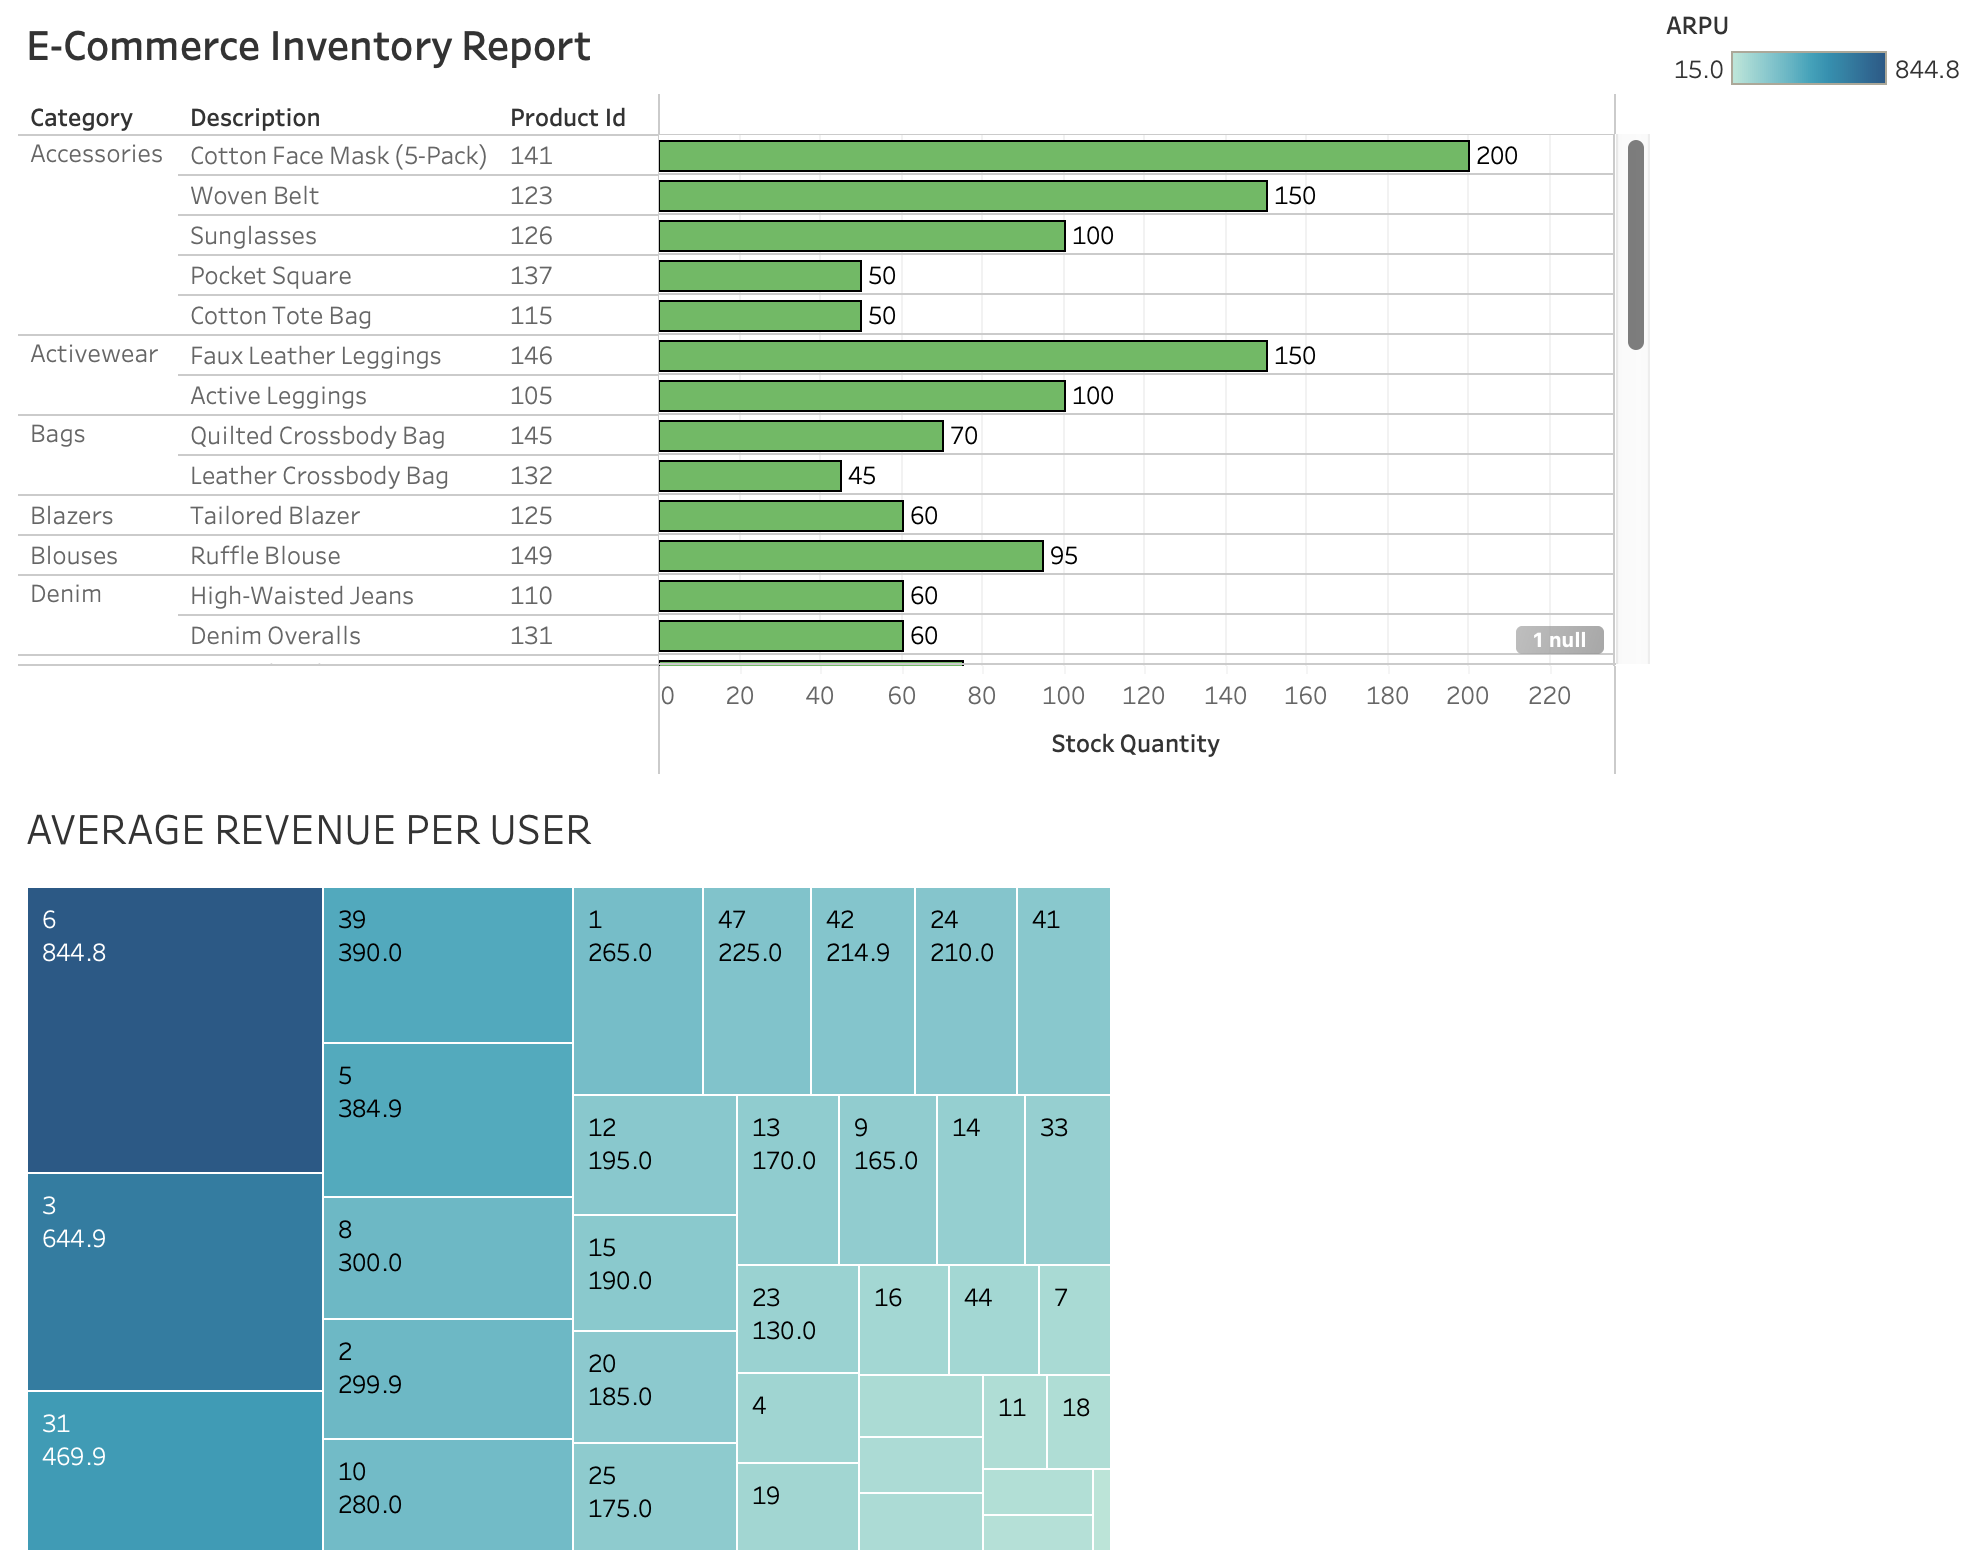 E-Commerce Inventory Report
ARPU
15.0 844.8
Category Description Product Id
Accessories Cotton Face Mask (5-Pack) 141 200
Woven Belt 123 150
Sunglasses 126 100
Pocket Square 137 50
Cotton Tote Bag 115 50
Activewear Faux Leather Leggings 146 150
Active Leggings 105 100
Bags Quilted Crossbody Bag 145 70
Leather Crossbody Bag 132 45
Blazers Tailored Blazer 125 60
Blouses Ruffle Blouse 149 95
Denim High-Waisted Jeans 110 60
Denim Overalls 131 60
1 null
0 20 40 60 80 100 120 140 160 180 200 220
Stock Quantity
AVERAGE REVENUE PER USER
6
844.8
3
644.9
31
469.9
39
390.0
5
384.9
8
300.0
2
299.9
10
280.0
1
265.0
47
225.0
42
214.9
24
210.0
41
12
195.0
15
190.0
20
185.0
25
175.0
13
170.0
9
165.0
14
33
23
130.0
4
19
16
44
7
11
18